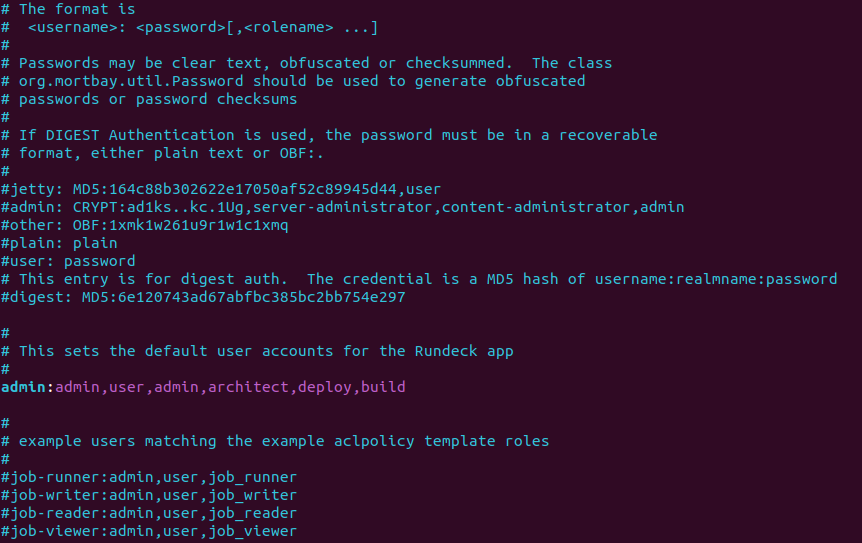 # The format is
#  <username>: <password>[,<rolename> ...]
#
# Passwords may be clear text, obfuscated or checksummed.  The class
# org.mortbay.util.Password should be used to generate obfuscated
# passwords or password checksums
#
# If DIGEST Authentication is used, the password must be in a recoverable
# format, either plain text or OBF:.
#
#jetty: MD5:164c88b302622e17050af52c89945d44,user
#admin: CRYPT:ad1ks..kc.1Ug,server-administrator,content-administrator,admin
#other: OBF:1xmk1w261u9r1w1c1xmq
#plain: plain
#user: password
# This entry is for digest auth.  The credential is a MD5 hash of username:realmname:password
#digest: MD5:6e120743ad67abfbc385bc2bb754e297

#
# This sets the default user accounts for the Rundeck app
#
admin:admin,user,admin,architect,deploy,build

#
# example users matching the example aclpolicy template roles
#
#job-runner:admin,user,job_runner
#job-writer:admin,user,job_writer
#job-reader:admin,user,job_reader
#job-viewer:admin,user,job_viewer